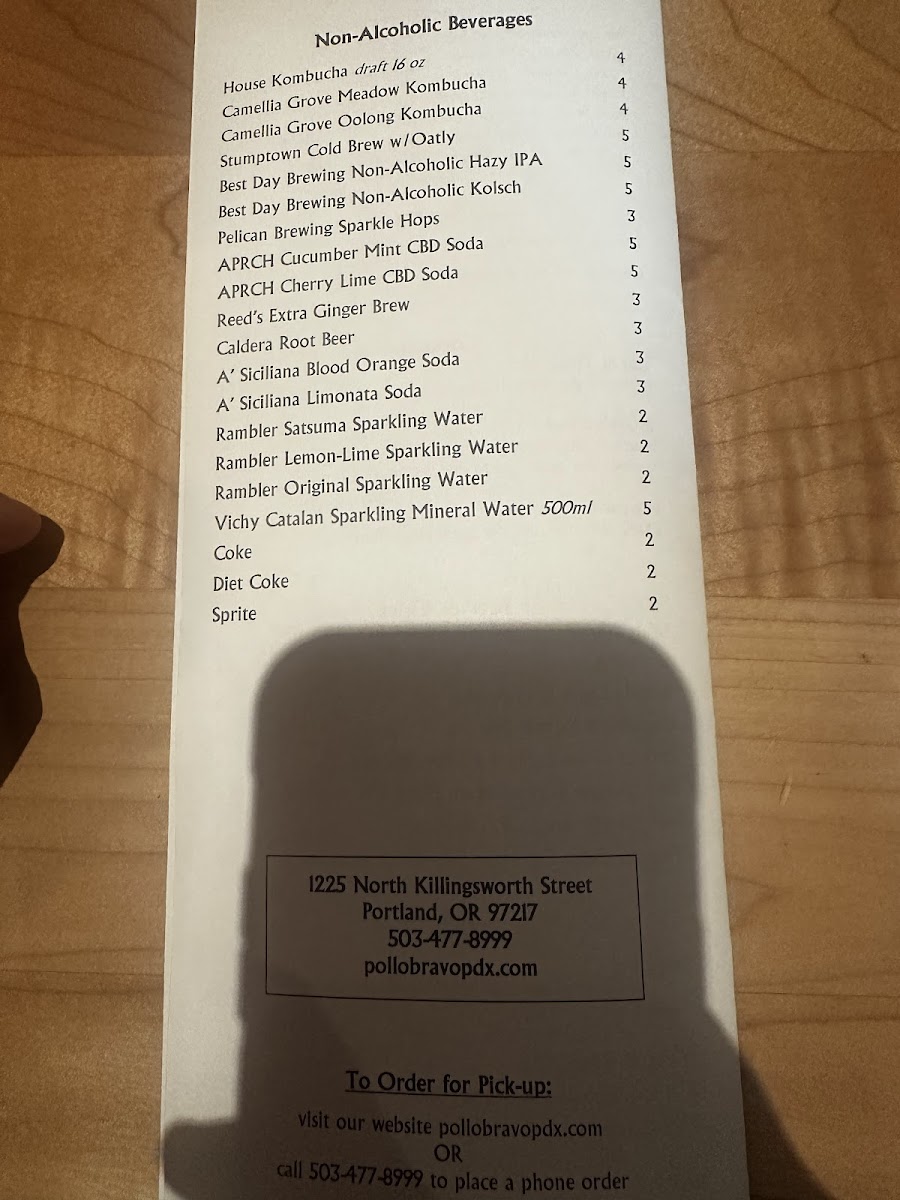 Non-Alcoholic Beverages
House Kombucha draft 16 oz 4
Camellia Grove Meadow Kombucha 4
Camellia Grove Oolong Kombucha 4
Stumptown Cold Brew w/Oatly 5
Best Day Brewing Non-Alcoholic Hazy IPA 5
Best Day Brewing Non-Alcoholic Kolsch 5
Pelican Brewing Sparkle Hops 3
APRCH Cucumber Mint CBD Soda 5
APRCH Cherry Lime CBD Soda 5
Reed's Extra Ginger Brew 3
Caldera Root Beer 3
A' Siciliana Blood Orange Soda 3
A' Siciliana Limonata Soda 3
Rambler Satsuma Sparkling Water 2
Rambler Lemon-Lime Sparkling Water 2
Rambler Original Sparkling Water 2
Vichy Catalan Sparkling Mineral Water 500ml 5
Coke 2
Diet Coke 2
Sprite 2
1225 North Killingsworth Street
Portland, OR 97217
503-477-8999
pollobravopdx.com
To Order for Pick-up:
visit our website pollobravopdx.com
OR
call 503-477-8999 to place a phone order